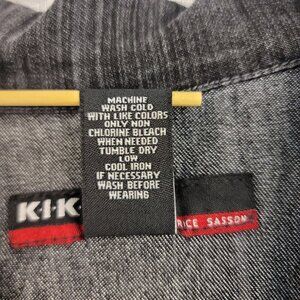 MACHINE
WASH COLD
WITH LIKE COLORS
ONLY NON
CHLORINE BLEACH
WHEN NEEDED
TUMBLE DRY
LOW
COOL IRON
IF NECESSARY
WASH BEFORE
WEARING
K·I·K
RICE SASSON